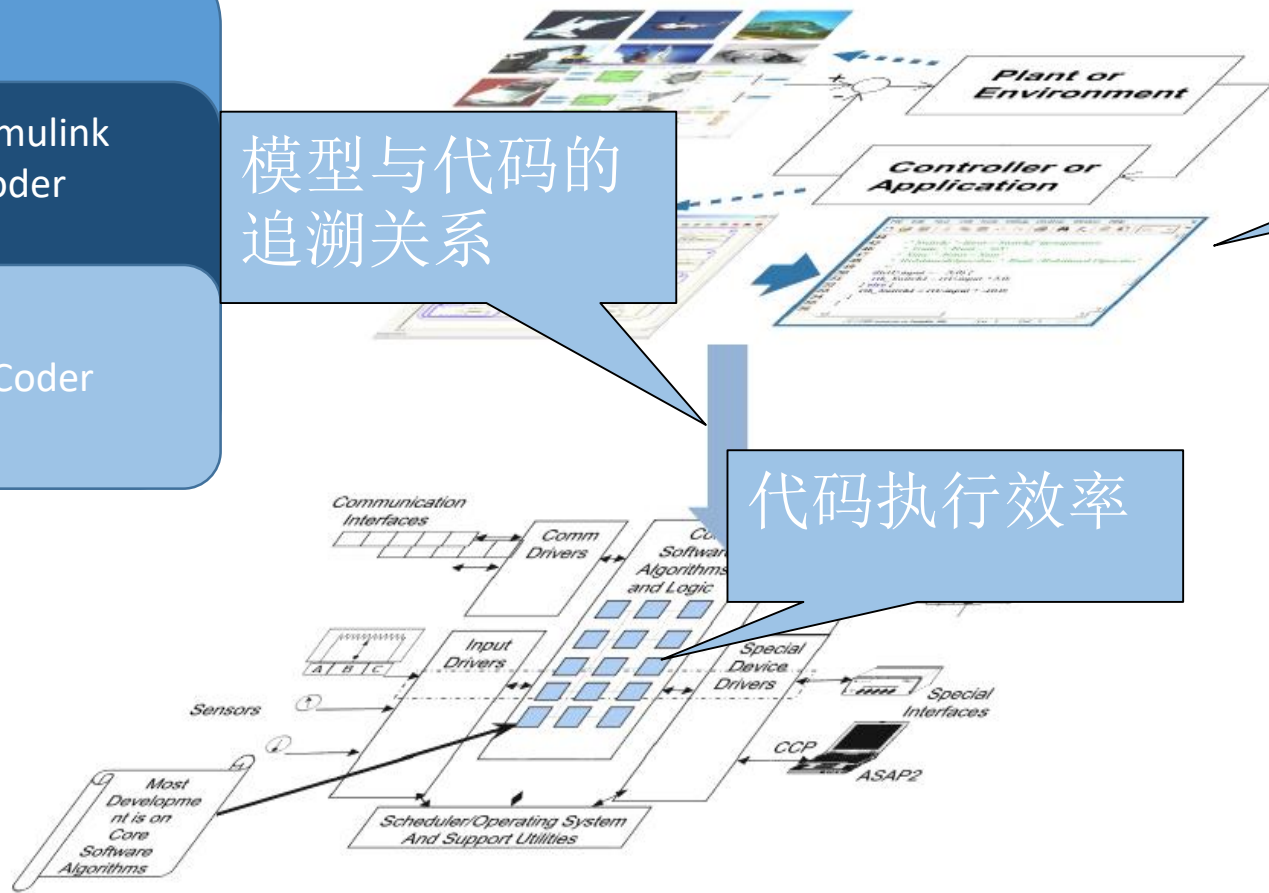 mulink
oder
Coder
模型与代码的
追溯关系
Plant or
Environment
+
-
Controller or
Application
代码执行效率
Communication
Interfaces
Comm
Drivers
Software
Algorithms
and Logic
Input
Drivers
A B C
Special
Device
Drivers
Sensors
Special
Interfaces
CCP
ASAP2
Most
Developme
nt is on
Core
Software
Algorithms
Scheduler/Operating System
And Support Utilities